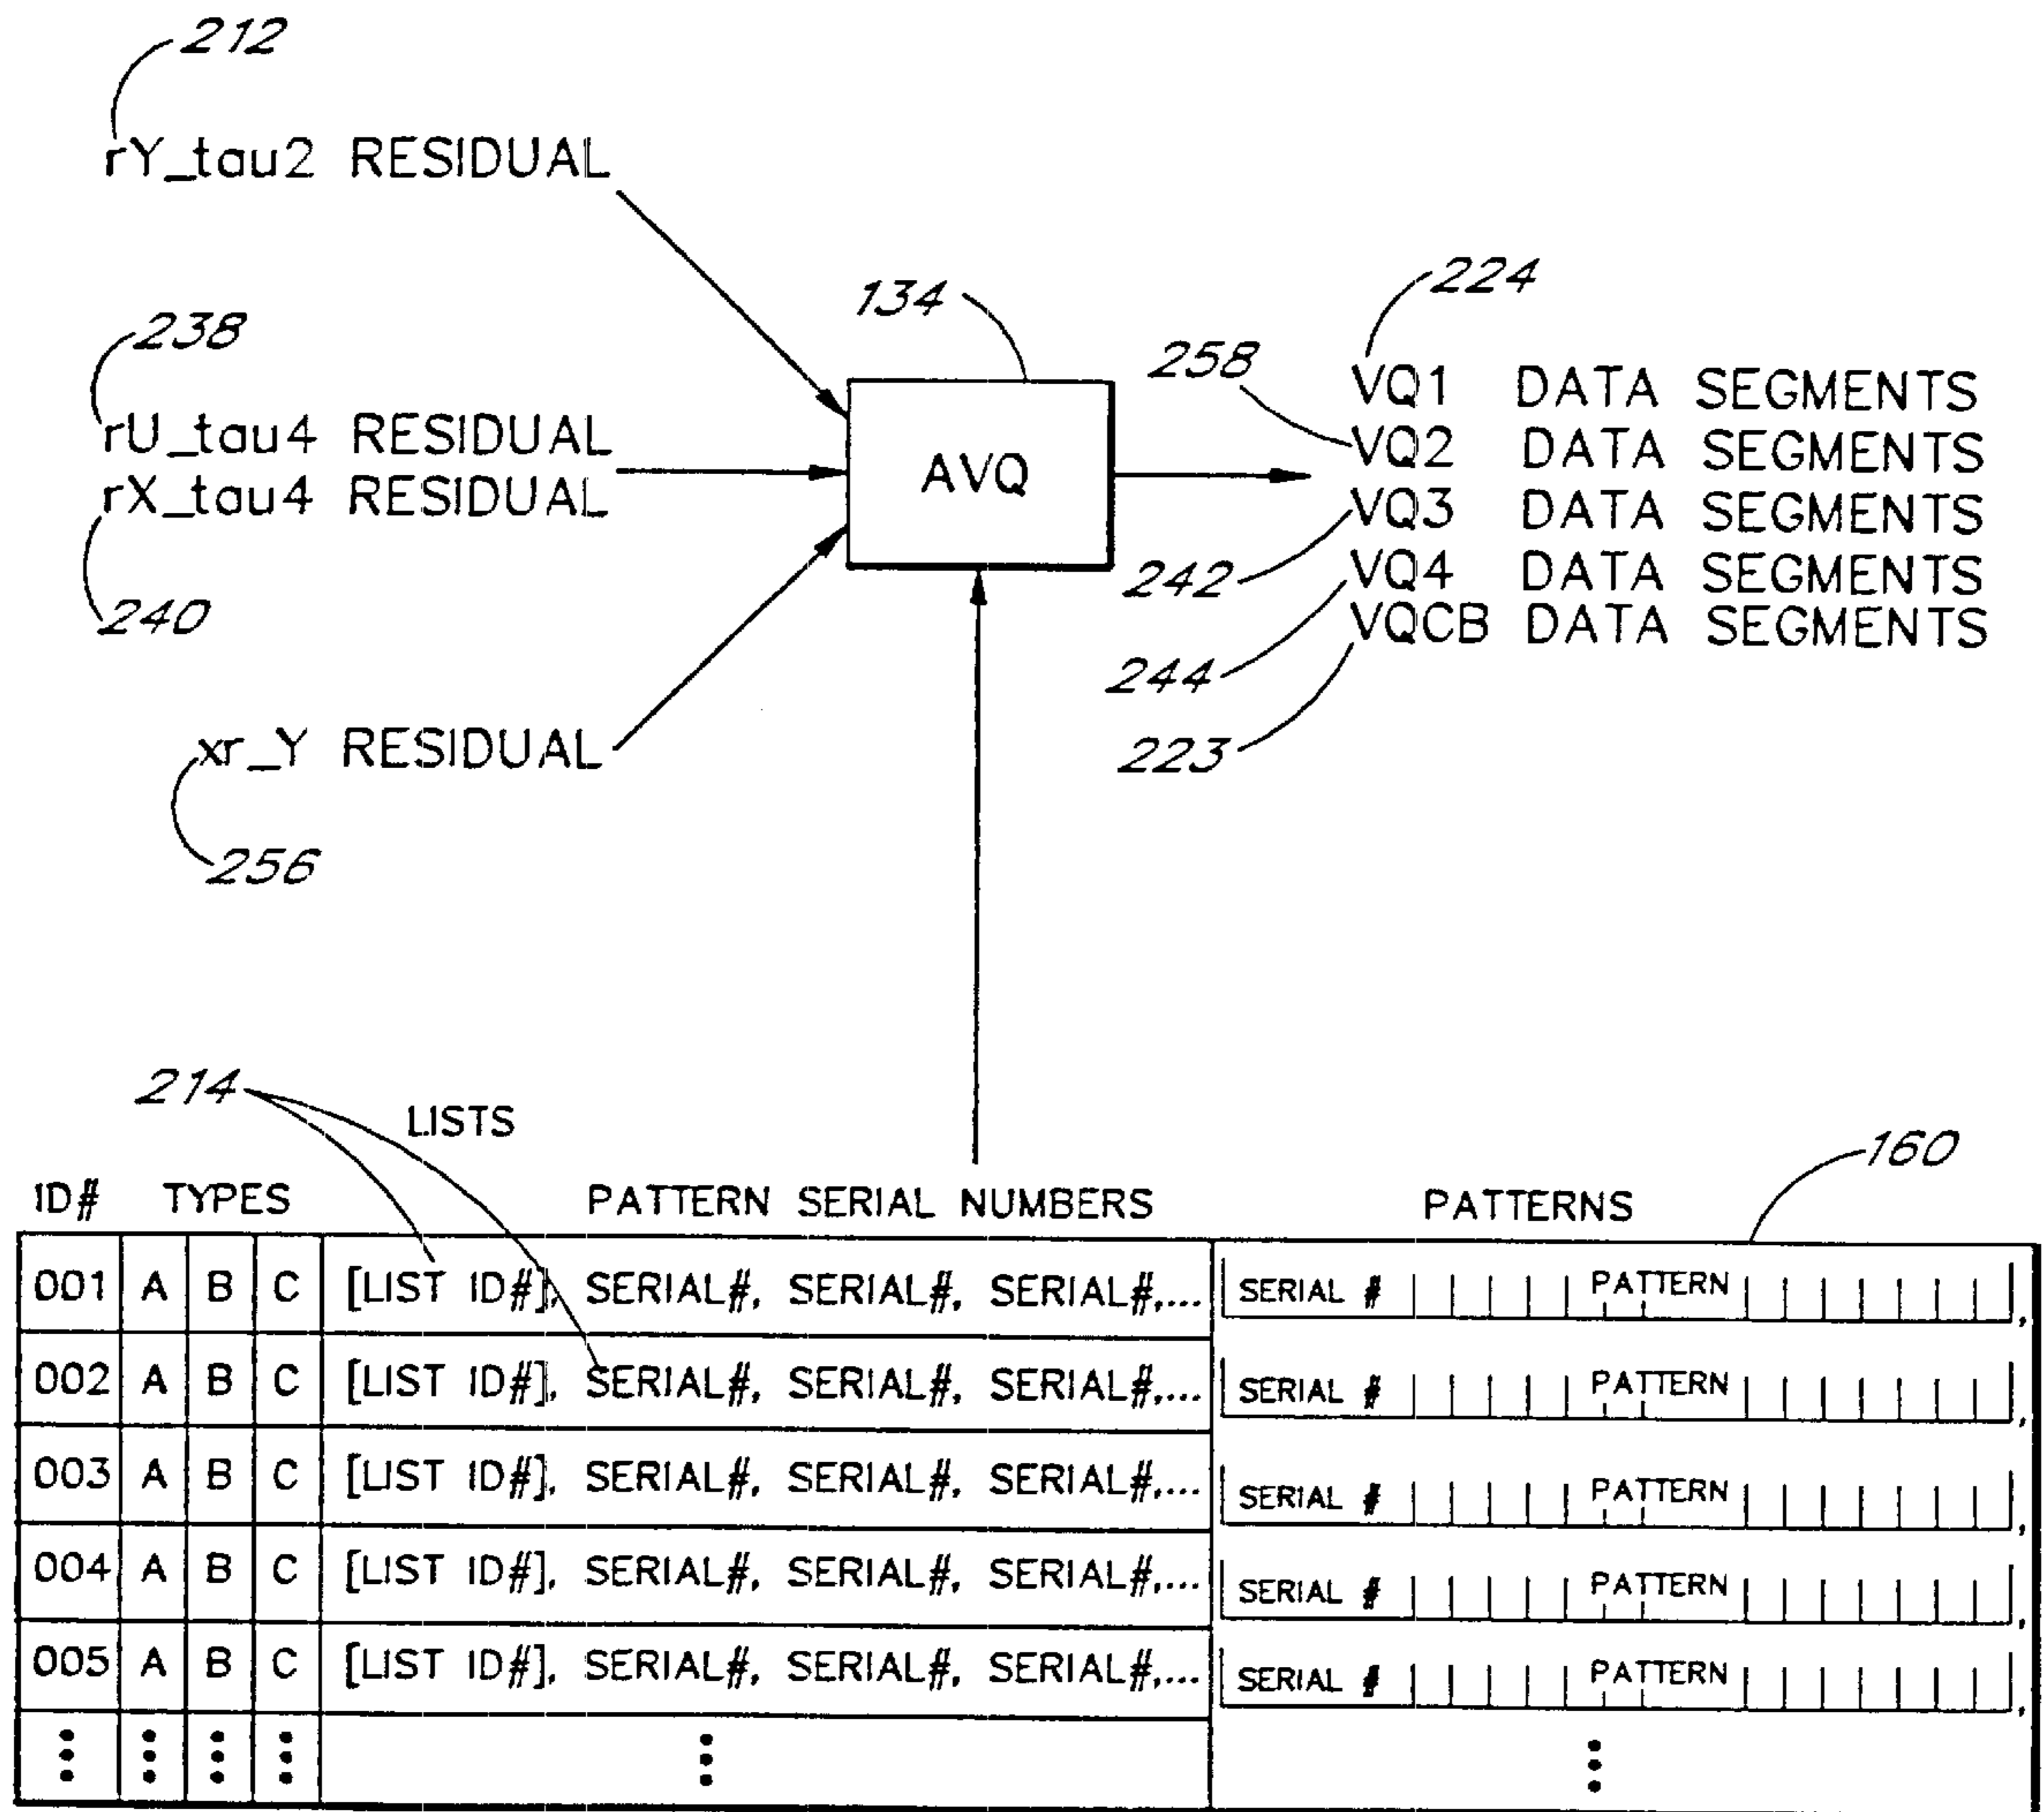 212
rY_tau2 RESIDUAL
238
rU_tau4 RESIDUAL
rX_tau4 RESIDUAL
240
xr_Y RESIDUAL
256
134
AVQ
224
258
VQ1 DATA SEGMENTS
VQ2 DATA SEGMENTS
VQ3 DATA SEGMENTS
242
VQ4 DATA SEGMENTS
VQCB DATA SEGMENTS
244
223
214
LISTS
160
ID# TYPES PATTERN SERIAL NUMBERS PATTERNS
001 A B C [LIST ID#], SERIAL#, SERIAL#, SERIAL#,... SERIAL # PATTERN ,
002 A B C [LIST ID#], SERIAL#, SERIAL#, SERIAL#,... SERIAL # PATTERN ,
003 A B C [LIST ID#], SERIAL#, SERIAL#, SERIAL#,... SERIAL # PATTERN ,
004 A B C [LIST ID#], SERIAL#, SERIAL#, SERIAL#,... SERIAL # PATTERN ,
005 A B C [LIST ID#], SERIAL#, SERIAL#, SERIAL#,... SERIAL # PATTERN ,